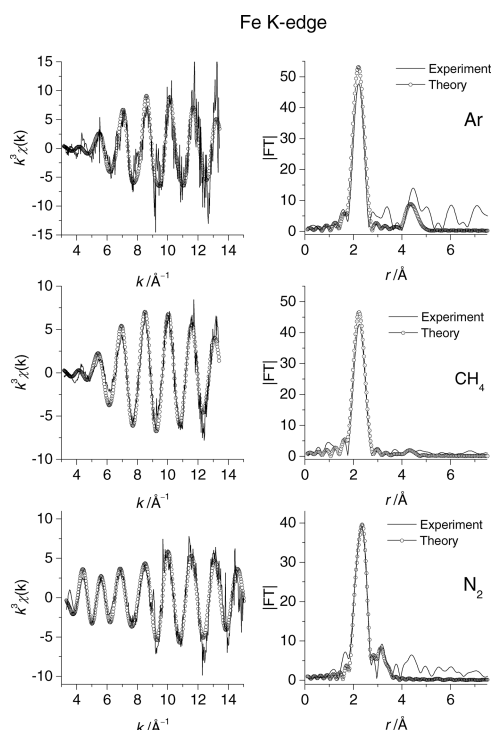 Fe K-edge
15
10
5
0
-5
-10
-15
k³χ(k)
4 6 8 10 12 14
k /Å⁻¹
50
40
30
20
10
0
|FT|
Experiment
Theory
Ar
0 2 4 6
r /Å
10
5
0
-5
-10
k³χ(k)
4 6 8 10 12 14
k /Å⁻¹
50
40
30
20
10
0
|FT|
Experiment
Theory
CH₄
0 2 4 6
r /Å
10
5
0
-5
-10
k³χ(k)
4 6 8 10 12 14
k /Å⁻¹
40
30
20
10
0
|FT|
Experiment
Theory
N₂
0 2 4 6
r /Å